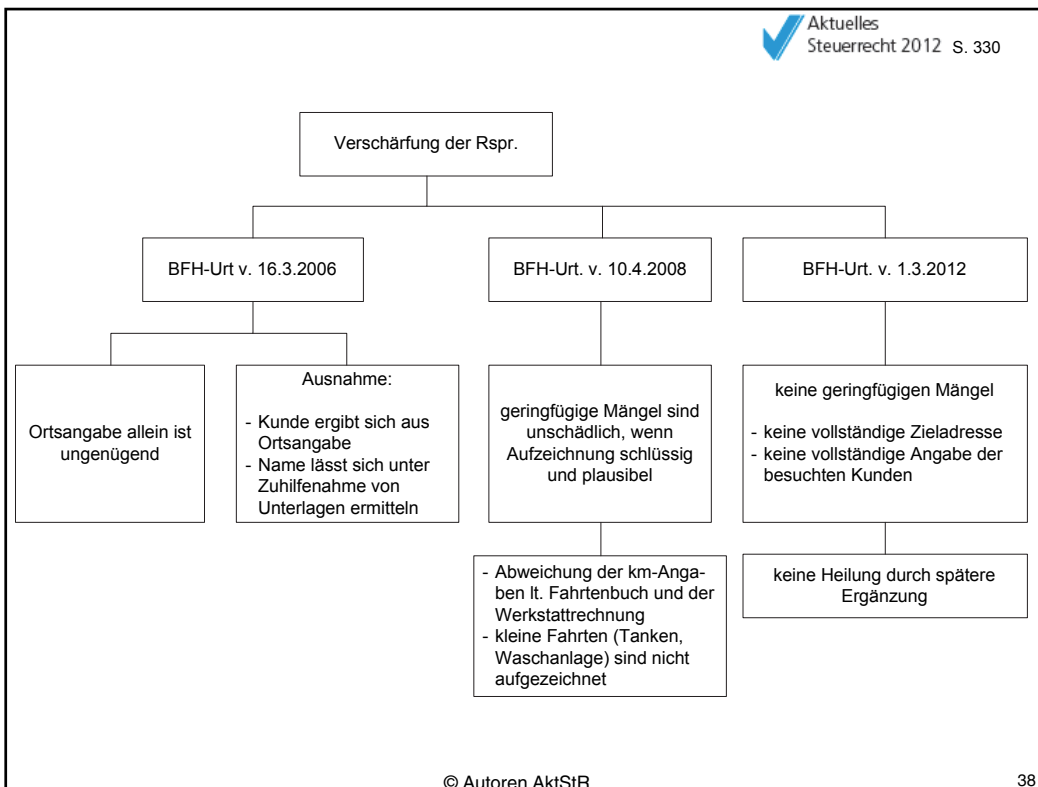 Aktuelles
Steuerrecht 2012 S. 330
Verschärfung der Rspr.
BFH-Urt v. 16.3.2006
BFH-Urt. v. 10.4.2008
BFH-Urt. v. 1.3.2012
Ortsangabe allein ist
ungenügend
Ausnahme:
- Kunde ergibt sich aus
Ortsangabe
- Name lässt sich unter
Zuhilfenahme von
Unterlagen ermitteln
geringfügige Mängel sind
unschädlich, wenn
Aufzeichnung schlüssig
und plausibel
keine geringfügigen Mängel
- keine vollständige Zieladresse
- keine vollständige Angabe der
besuchten Kunden
- Abweichung der km-Anga-
ben lt. Fahrtenbuch und der
Werkstattrechnung
- kleine Fahrten (Tanken,
Waschanlage) sind nicht
aufgezeichnet
keine Heilung durch spätere
Ergänzung
© Autoren AktStR
38